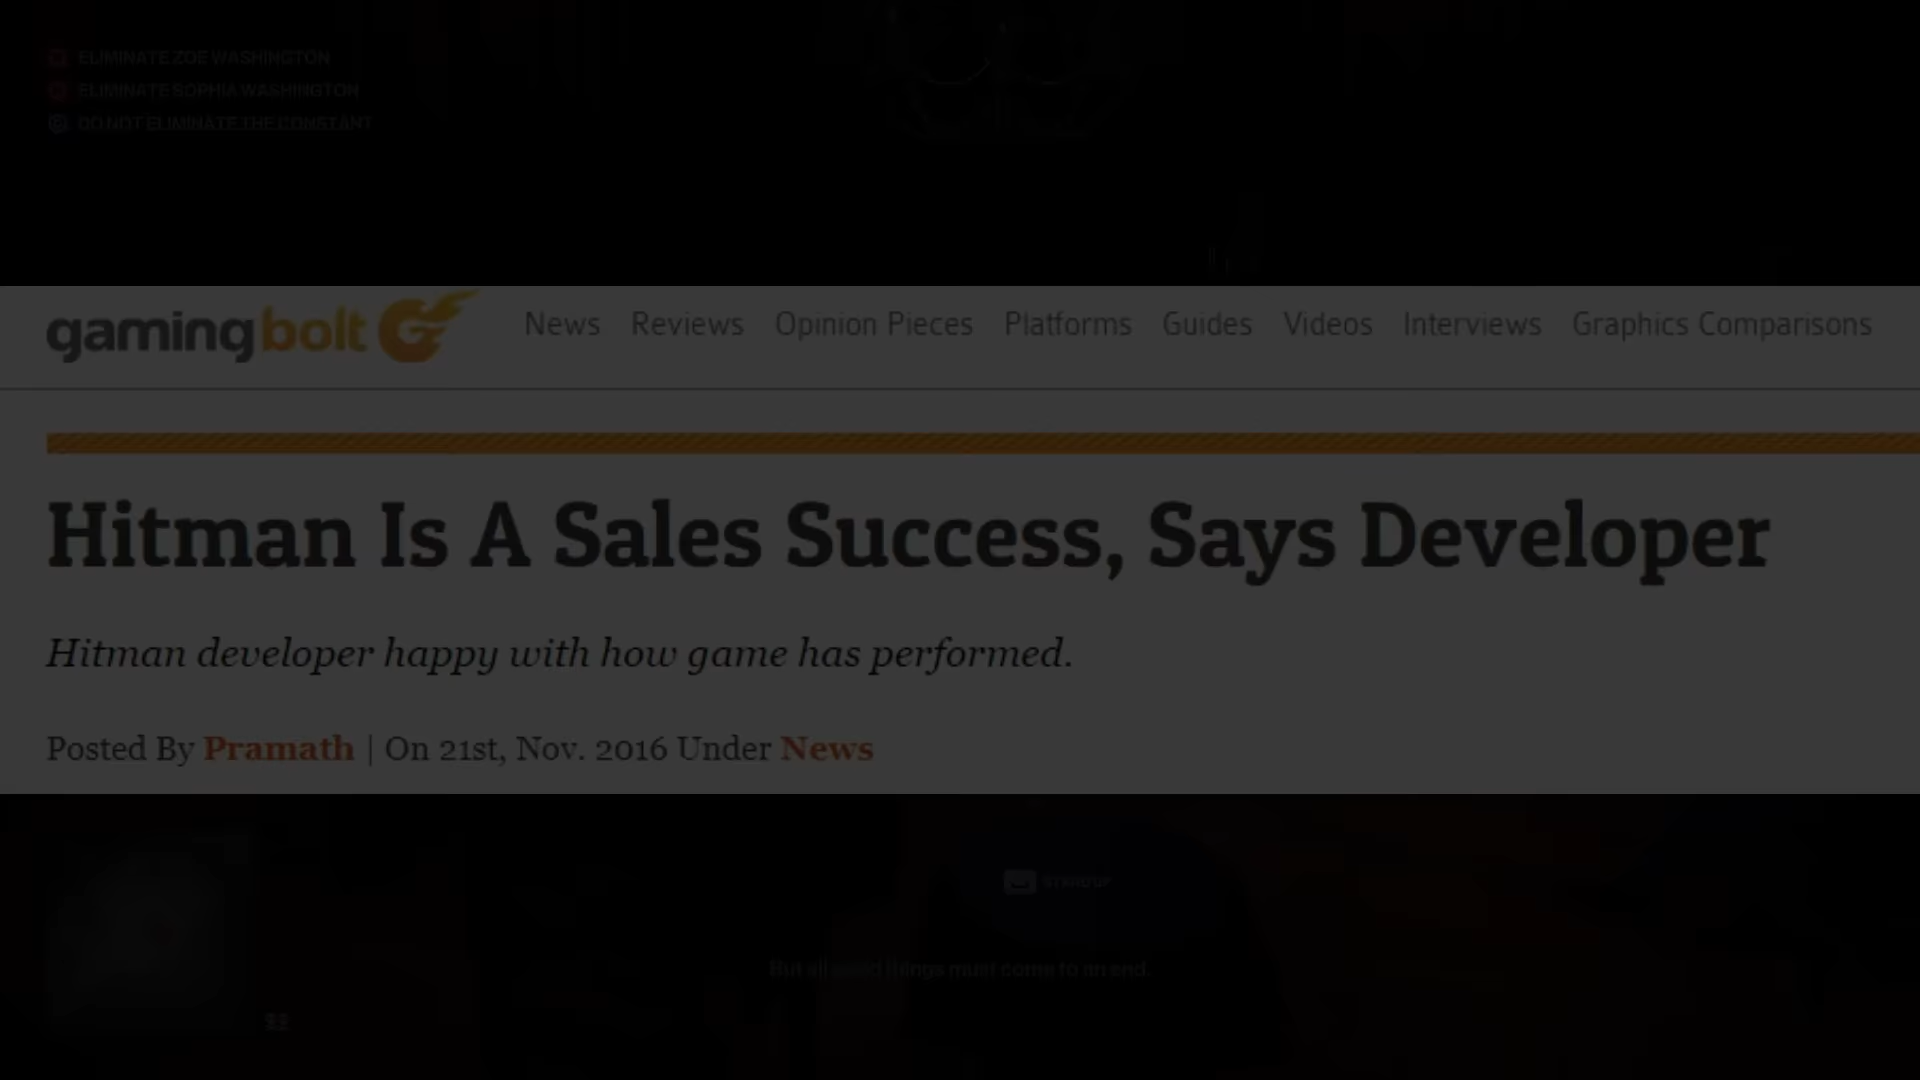 ELIMINATE ZOE WASHINGTON
ELIMINATE SOPHIA WASHINGTON
DO NOT ELIMINATE THE CONSTANT
gamingbolt G
News Reviews Opinion Pieces Platforms Guides Videos Interviews Graphics Comparisons
Hitman Is A Sales Success, Says Developer
Hitman developer happy with how game has performed.
Posted By Pramath | On 21st, Nov. 2016 Under News
STAND UP
But all good things must come to an end.